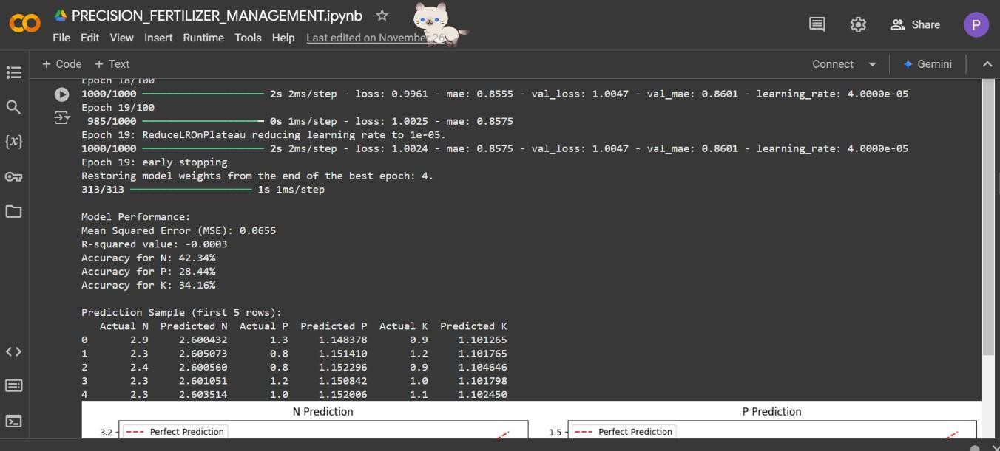 PRECISION_FERTILIZER_MANAGEMENT.ipynb
File Edit View Insert Runtime Tools Help Last edited on November 26
Share
P
+ Code + Text
Connect
Gemini
{x}
Epoch 18/100
1000/1000 2s 2ms/step - loss: 0.9961 - mae: 0.8555 - val_loss: 1.0047 - val_mae: 0.8601 - learning_rate: 4.0000e-05
Epoch 19/100
985/1000 0s 1ms/step - loss: 1.0025 - mae: 0.8575
Epoch 19: ReduceLROnPlateau reducing learning rate to 1e-05.
1000/1000 2s 2ms/step - loss: 1.0024 - mae: 0.8575 - val_loss: 1.0047 - val_mae: 0.8601 - learning_rate: 4.0000e-05
Epoch 19: early stopping
Restoring model weights from the end of the best epoch: 4.
313/313 1s 1ms/step
Model Performance:
Mean Squared Error (MSE): 0.0655
R-squared value: -0.0003
Accuracy for N: 42.34%
Accuracy for P: 28.44%
Accuracy for K: 34.16%
Prediction Sample (first 5 rows):
Actual N Predicted N Actual P Predicted P Actual K Predicted K
0 2.9 2.600432 1.3 1.148378 0.9 1.101265
1 2.3 2.605073 0.8 1.151410 1.2 1.101765
2 2.4 2.600560 0.8 1.152296 0.9 1.104646
3 2.3 2.601051 1.2 1.150842 1.0 1.101798
4 2.3 2.603514 1.0 1.152006 1.1 1.102450
N Prediction
P Prediction
3.2
Perfect Prediction
1.5
Perfect Prediction